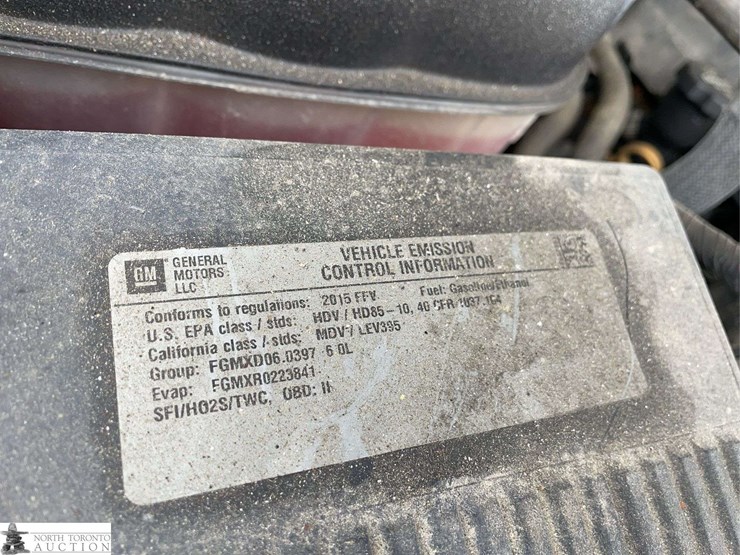 GM
GENERAL MOTORS LLC
VEHICLE EMISSION
CONTROL INFORMATION
Conforms to regulations: 2015 FFV Fuel: Gasoline/Ethanol
U.S. EPA class / stds: HDV / HD85-10, 40 CFR 1037.104
California class / stds: MDV / LEV395
Group: FGMXD06.0397 6.0L
Evap: FGMXR0223841
SFI/HO2S/TWC, OBD: II
NORTH TORONTO
AUCTION